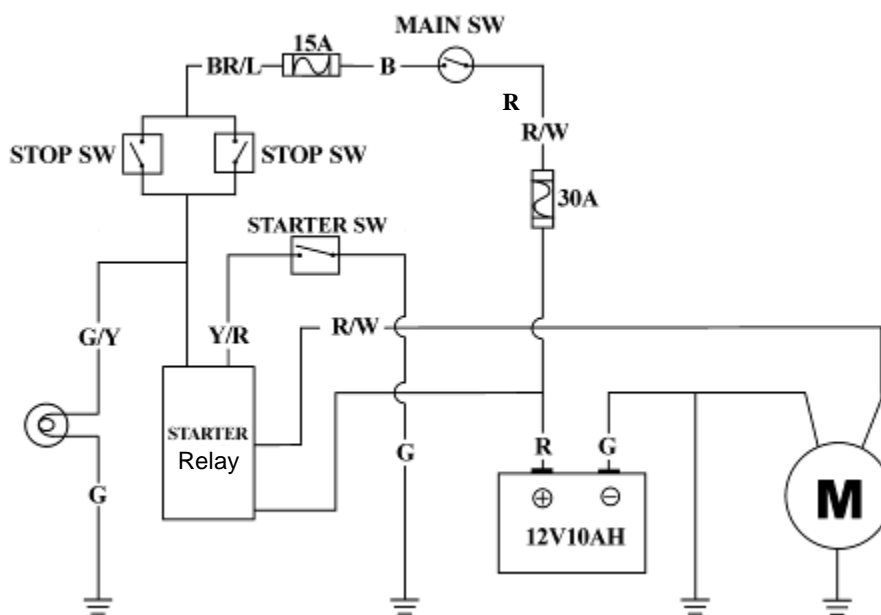 MAIN SW
15A
BR/L
B
R
R/W
STOP SW
STOP SW
30A
STARTER SW
G/Y
Y/R
R/W
STARTER
Relay
G
G
R
G
⊕
⊖
12V10AH
M